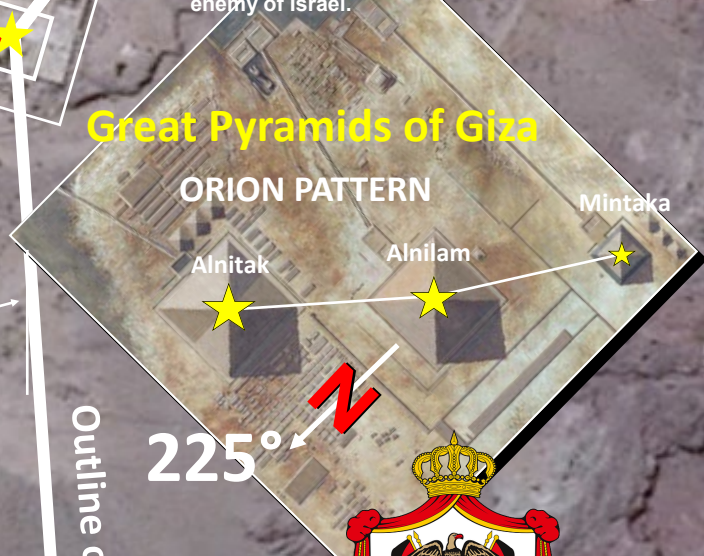 enemy of Israel.
Great Pyramids of Giza
ORION PATTERN
Mintaka
Alnilam
Alnitak
N
225°
Outline